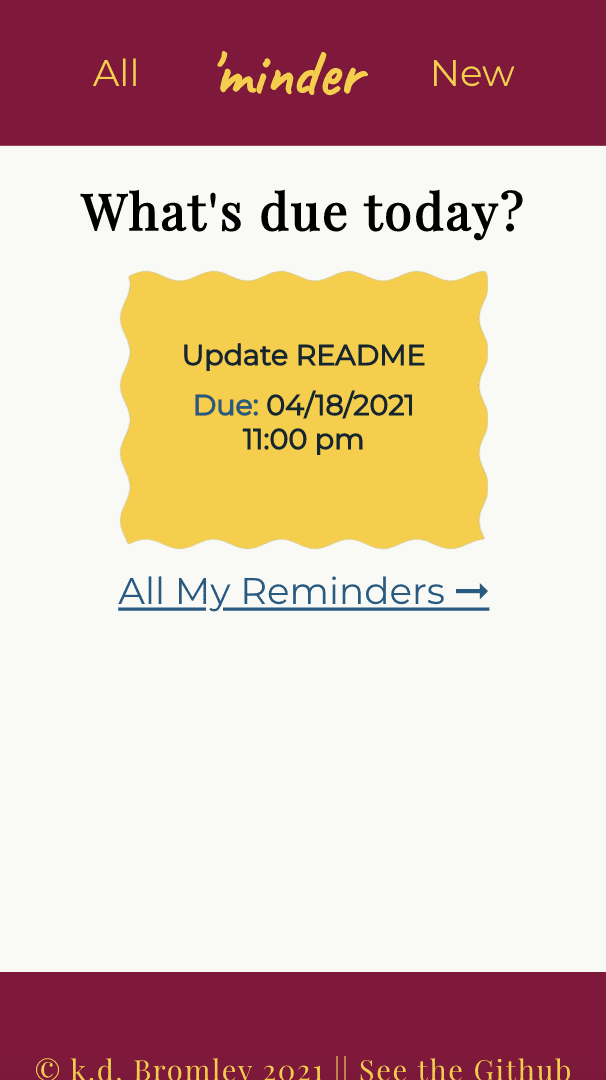 All 'minder New
What's due today?
Update README
Due: 04/18/2021
11:00 pm
All My Reminders ➞
© k.d. Bromley 2021 || See the Github